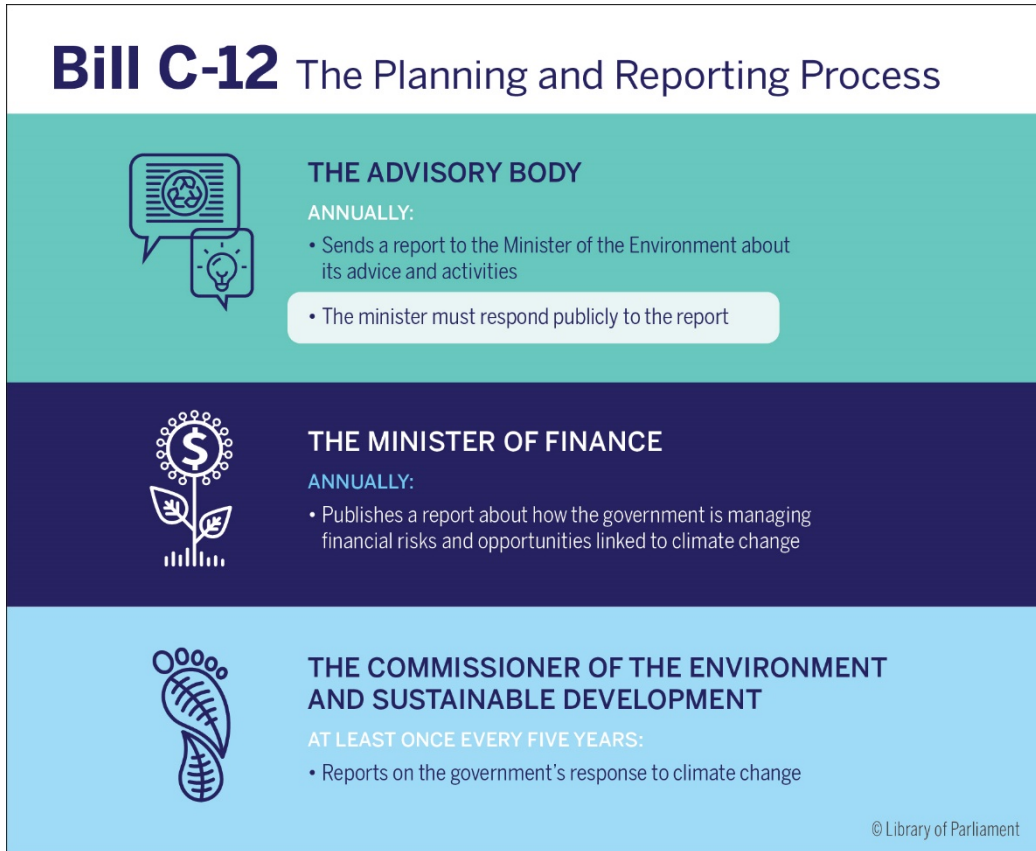 Bill C-12 The Planning and Reporting Process
THE ADVISORY BODY
ANNUALLY:
• Sends a report to the Minister of the Environment about
its advice and activities
• The minister must respond publicly to the report
$
THE MINISTER OF FINANCE
ANNUALLY:
• Publishes a report about how the government is managing
financial risks and opportunities linked to climate change
THE COMMISSIONER OF THE ENVIRONMENT
AND SUSTAINABLE DEVELOPMENT
AT LEAST ONCE EVERY FIVE YEARS:
• Reports on the government’s response to climate change
© Library of Parliament